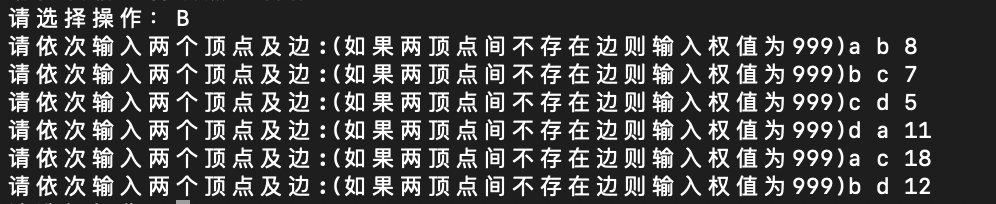 请选择操作: B
请依次输入两个顶点及边:(如果两顶点间不存在边则输入权值为999)a b 8
请依次输入两个顶点及边:(如果两顶点间不存在边则输入权值为999)b c 7
请依次输入两个顶点及边:(如果两顶点间不存在边则输入权值为999)c d 5
请依次输入两个顶点及边:(如果两顶点间不存在边则输入权值为999)d a 11
请依次输入两个顶点及边:(如果两顶点间不存在边则输入权值为999)a c 18
请依次输入两个顶点及边:(如果两顶点间不存在边则输入权值为999)b d 12